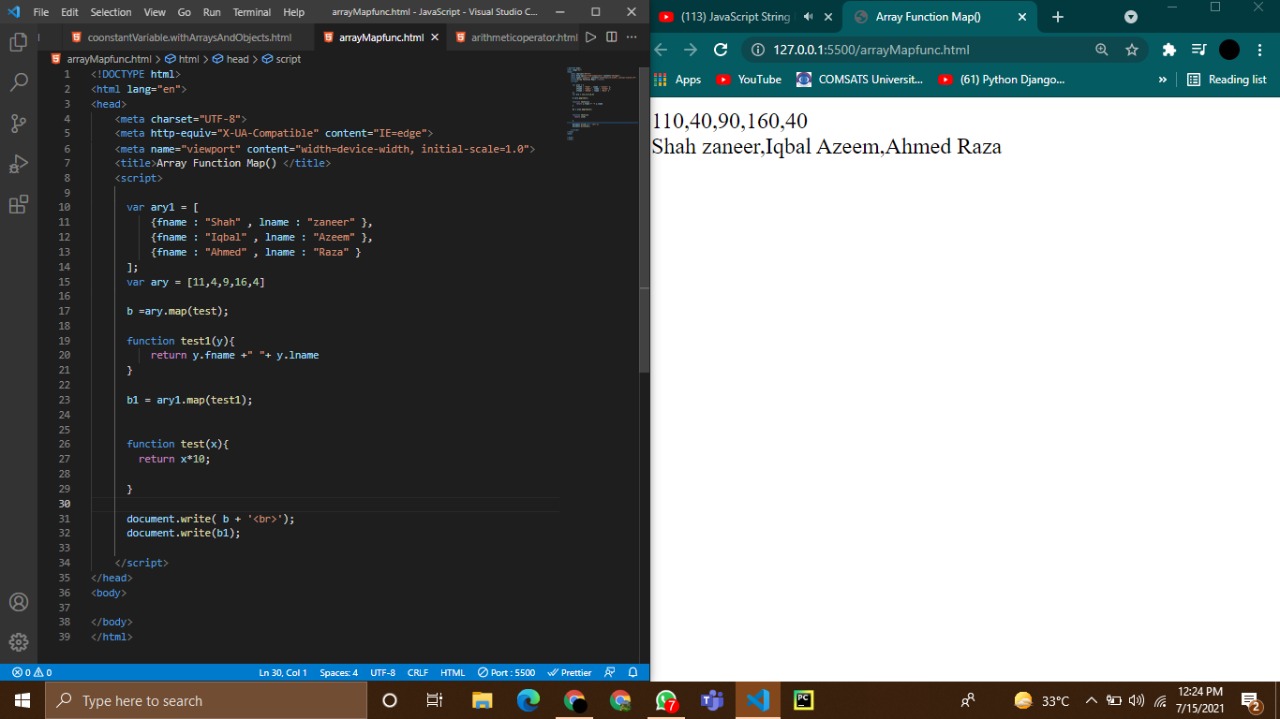 File Edit Selection View Go Run Terminal Help arrayMapfunc.html - JavaScript - Visual Studio C...
coonstantVariable.withArraysAndObjects.html arrayMapfunc.html arithmeticoperator.html
arrayMapfunc.html > html > head > script
1 <!DOCTYPE html>
2 <html lang="en">
3 <head>
4 <meta charset="UTF-8">
5 <meta http-equiv="X-UA-Compatible" content="IE=edge">
6 <meta name="viewport" content="width=device-width, initial-scale=1.0">
7 <title>Array Function Map() </title>
8 <script>
9
10 var ary1 = [
11 {fname : "Shah" , lname : "zaneer" },
12 {fname : "Iqbal" , lname : "Azeem" },
13 {fname : "Ahmed" , lname : "Raza" }
14 ];
15 var ary = [11,4,9,16,4]
16
17 b =ary.map(test);
18
19 function test1(y){
20 return y.fname +" "+ y.lname
21 }
22
23 b1 = ary1.map(test1);
24
25
26 function test(x){
27 return x*10;
28
29 }
30
31 document.write( b + '<br>');
32 document.write(b1);
33
34 </script>
35 </head>
36 <body>
37
38 </body>
39 </html>
0 0 Ln 30, Col 1 Spaces: 4 UTF-8 CRLF HTML Port : 5500 Prettier
(113) JavaScript String Array Function Map()
127.0.0.1:5500/arrayMapfunc.html
Apps YouTube COMSATS Universit... (61) Python Django... » Reading list
110,40,90,160,40
Shah zaneer,Iqbal Azeem,Ahmed Raza
Type here to search 7 PC 33°C 12:24 PM
7/15/2021 2